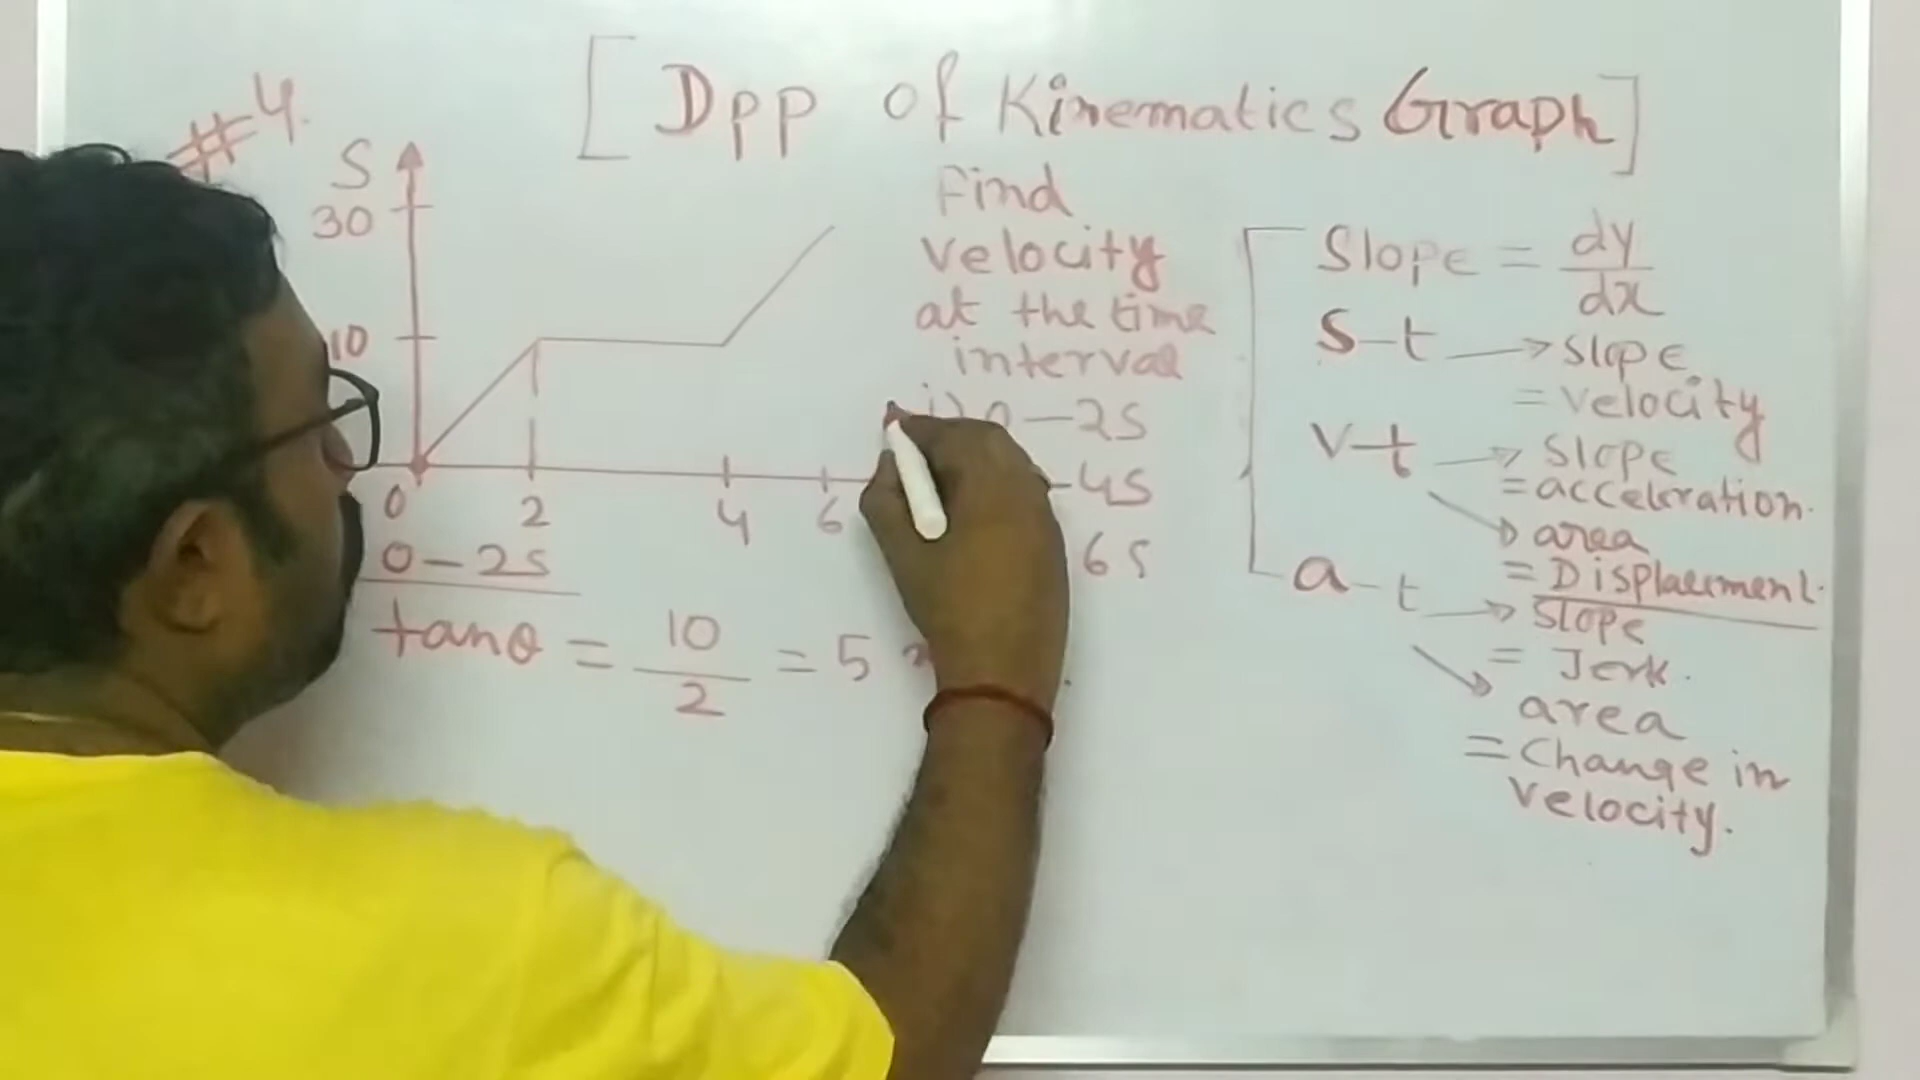 #4.
[Dpp of Kinematics Graph]
S
30
10
0
2
4
6
Find
velocity
at the time
interval
i) 0-2s
-4s
6s
0-2s
tanθ = 10/2 = 5
Slope = dy/dx
S-t → slope
= velocity
v-t → slope
= acceleration.
→ area
= Displacement.
a-t → slope
= Jerk.
→ area
= Change in
velocity.